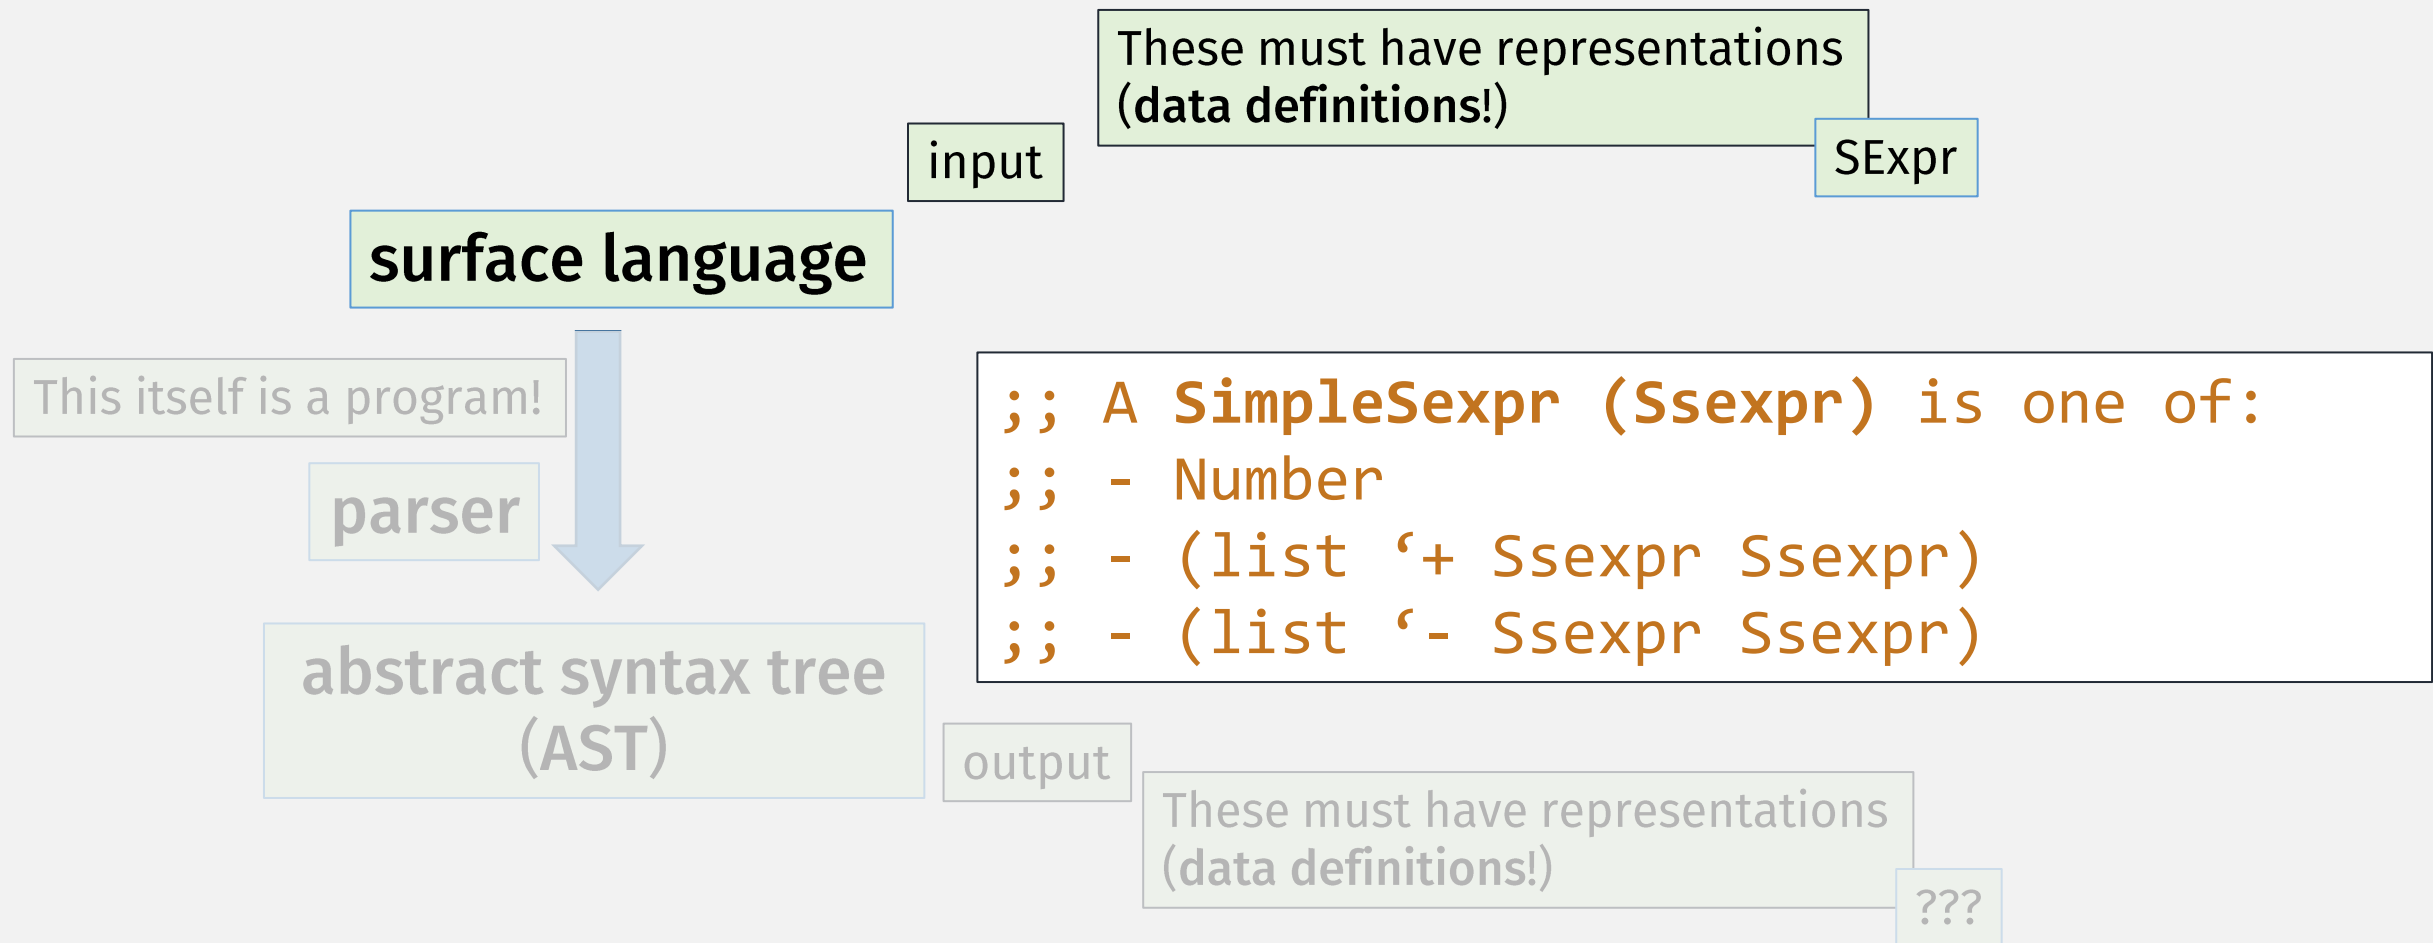 These must have representations
(data definitions!)
input
SExpr
surface language
This itself is a program!
;; A SimpleSexpr (Ssexpr) is one of:
;; - Number
;; - (list ‘+ Ssexpr Ssexpr)
;; - (list ‘- Ssexpr Ssexpr)
parser
abstract syntax tree
(AST)
output
These must have representations
(data definitions!)
???